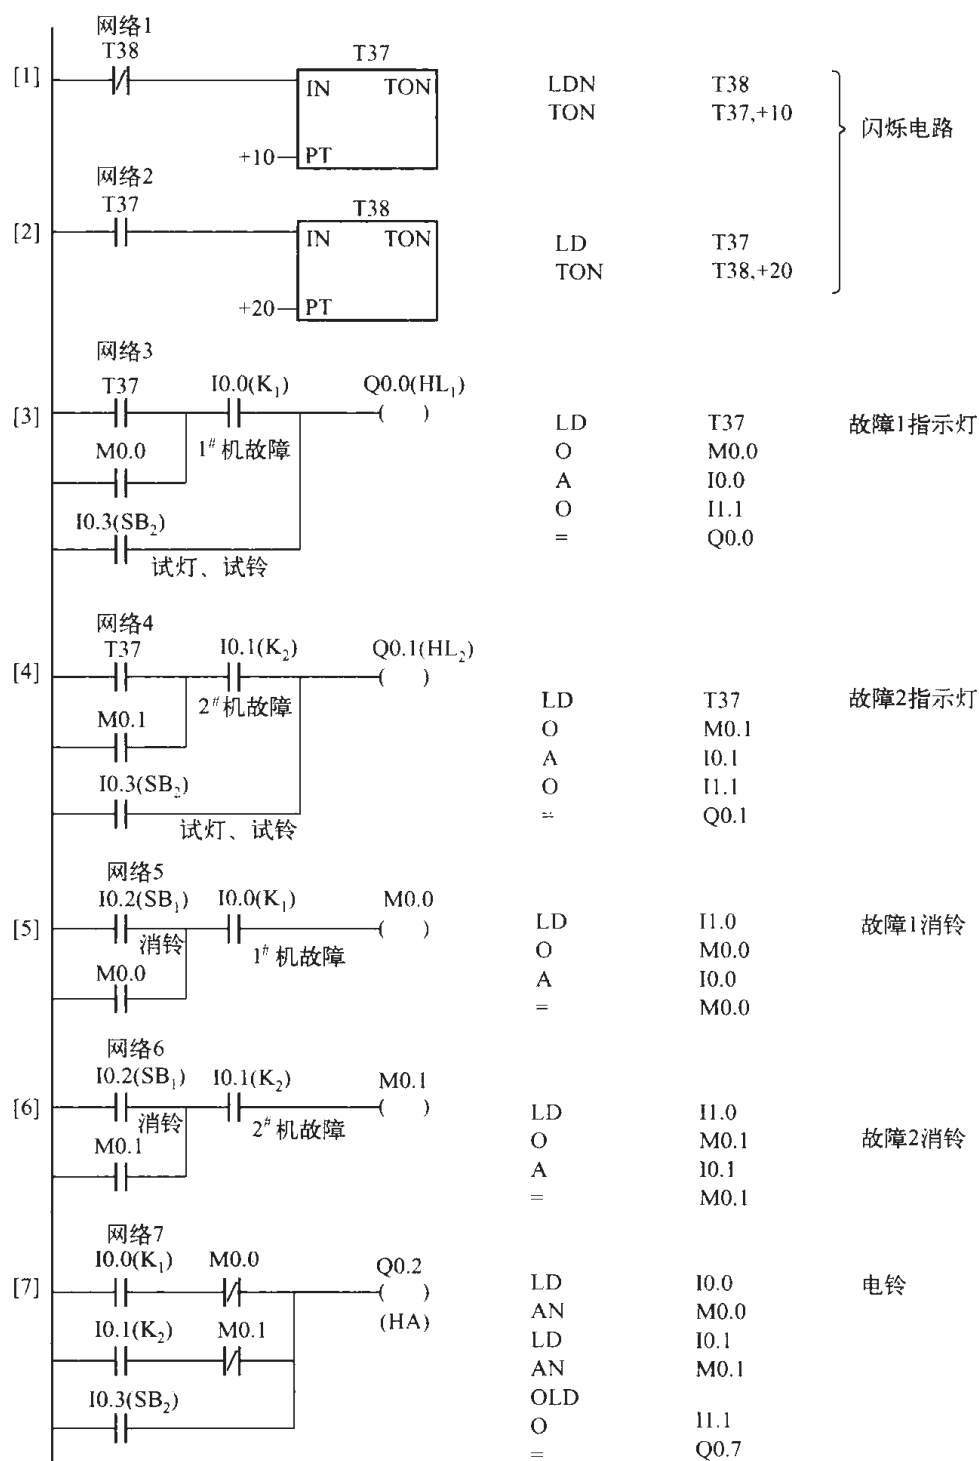 网络1
T38
[1]
T37
IN TON
+10 PT
LDN T38
TON T37,+10
闪烁电路
网络2
T37
[2]
T38
IN TON
+20 PT
LD T37
TON T38,+20
网络3
T37 I0.0(K₁) Q0.0(HL₁)
[3]
1#机故障
M0.0
I0.3(SB₂)
试灯、试铃
LD T37 故障1指示灯
O M0.0
A I0.0
O I1.1
= Q0.0
网络4
T37 I0.1(K₂) Q0.1(HL₂)
[4]
2#机故障
M0.1
I0.3(SB₂)
试灯、试铃
LD T37 故障2指示灯
O M0.1
A I0.1
O I1.1
= Q0.1
网络5
I0.2(SB₁) I0.0(K₁) M0.0
[5]
消铃 1#机故障
M0.0
LD I1.0 故障1消铃
O M0.0
A I0.0
= M0.0
网络6
I0.2(SB₁) I0.1(K₂) M0.1
[6]
消铃 2#机故障
M0.1
LD I1.0
O M0.1 故障2消铃
A I0.1
= M0.1
网络7
I0.0(K₁) M0.0 Q0.2
[7]
(HA)
I0.1(K₂) M0.1
I0.3(SB₂)
LD I0.0 电铃
AN M0.0
LD I0.1
AN M0.1
OLD
O I1.1
= Q0.7